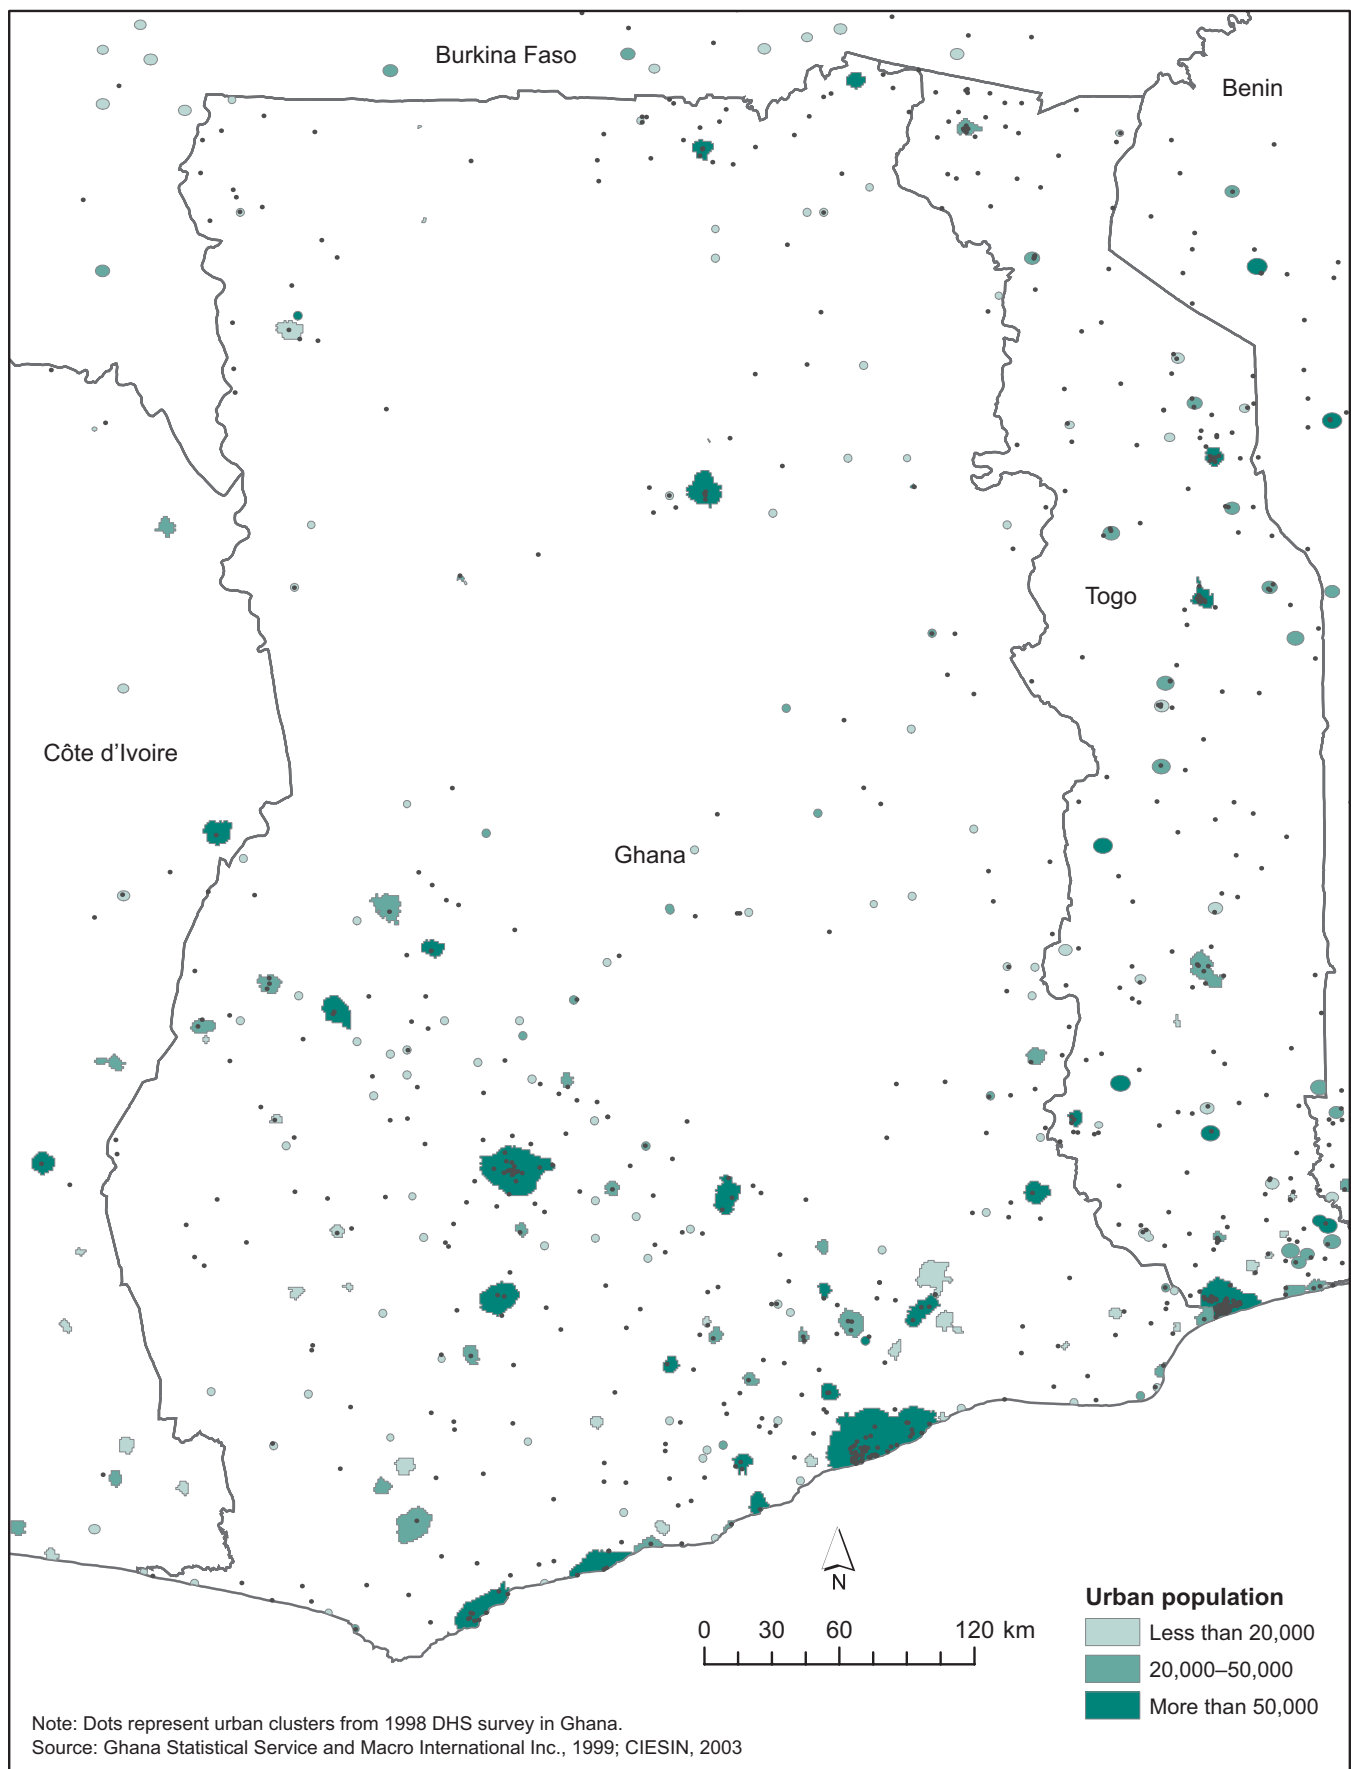 Burkina Faso
Benin
Togo
Côte d’Ivoire
Ghana
N
0 30 60 120 km
Urban population
Less than 20,000
20,000–50,000
More than 50,000
Note: Dots represent urban clusters from 1998 DHS survey in Ghana.
Source: Ghana Statistical Service and Macro International Inc., 1999; CIESIN, 2003